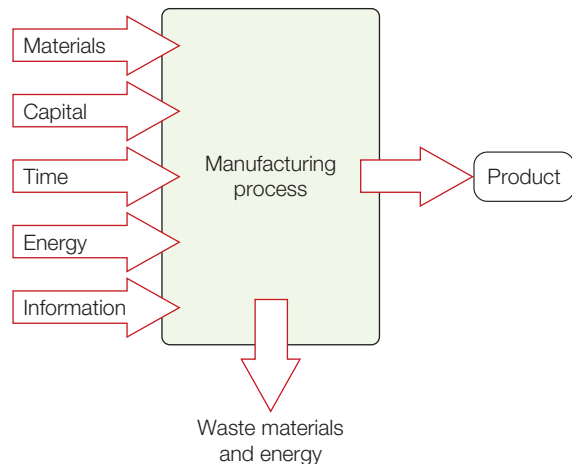 Materials
Capital
Time
Energy
Information
Manufacturing
process
Product
Waste materials
and energy